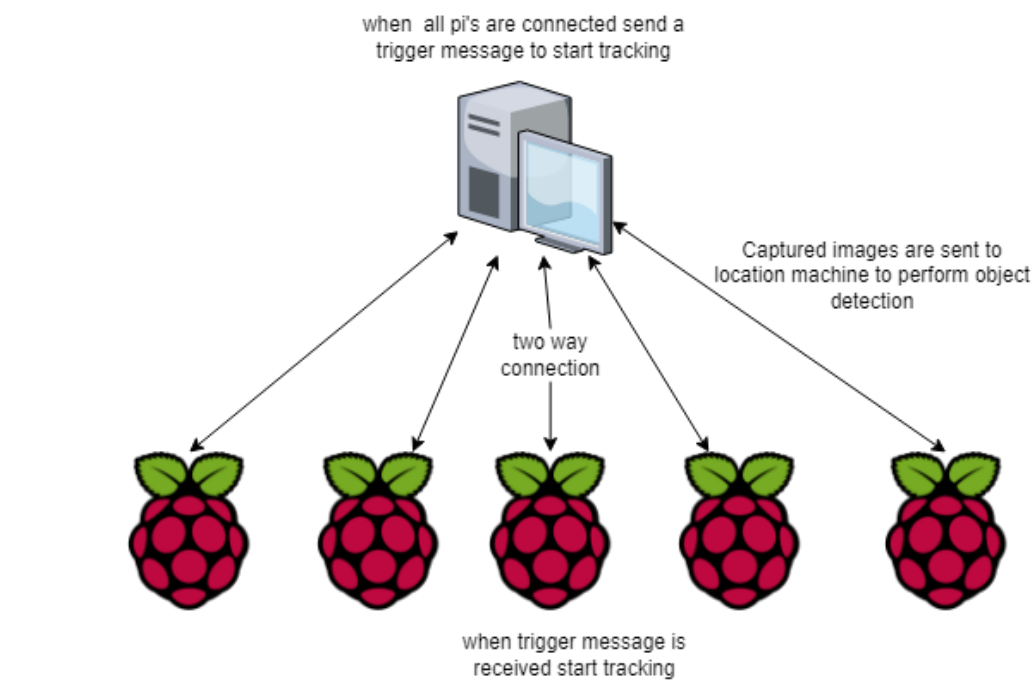 when  all pi's are connected send a
trigger message to start tracking
Captured images are sent to
location machine to perform object
detection
two way
connection
when trigger message is
received start tracking